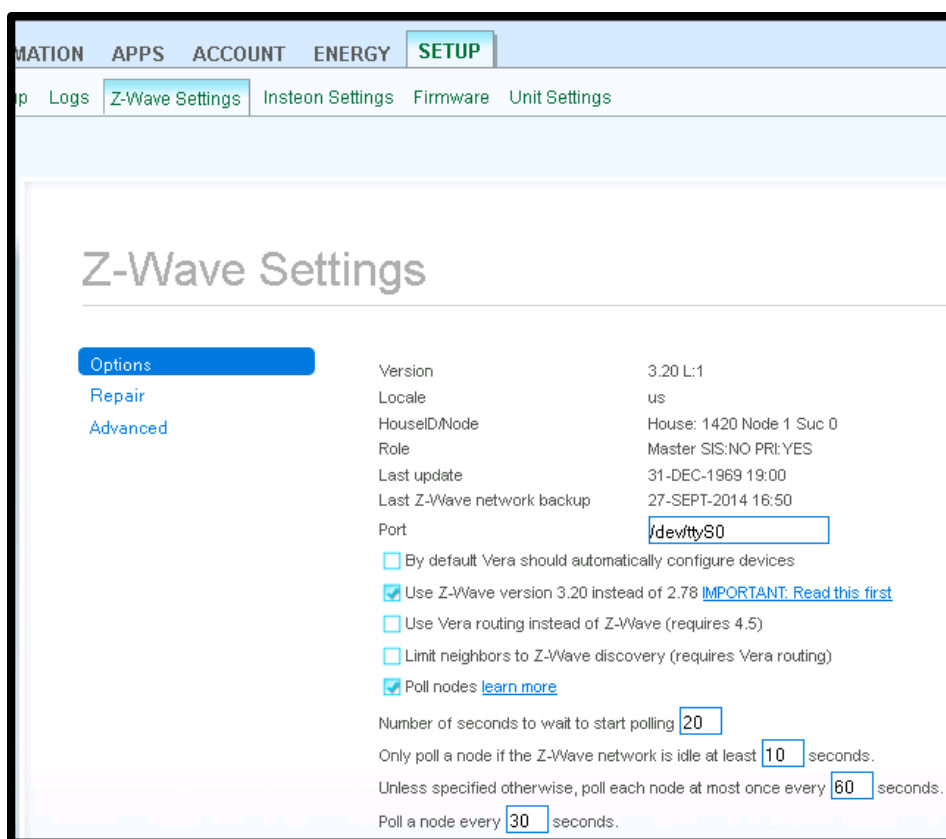 MATION APPS ACCOUNT ENERGY SETUP
up Logs Z-Wave Settings Insteon Settings Firmware Unit Settings
Z-Wave Settings
Options
Repair
Advanced
Version 3.20 L:1
Locale us
HouseID/Node House: 1420 Node 1 Suc 0
Role Master SIS:NO PRI:YES
Last update 31-DEC-1969 19:00
Last Z-Wave network backup 27-SEPT-2014 16:50
Port /dev/ttyS0
By default Vera should automatically configure devices
Use Z-Wave version 3.20 instead of 2.78 IMPORTANT: Read this first
Use Vera routing instead of Z-Wave (requires 4.5)
Limit neighbors to Z-Wave discovery (requires Vera routing)
Poll nodes learn more
Number of seconds to wait to start polling 20
Only poll a node if the Z-Wave network is idle at least 10 seconds.
Unless specified otherwise, poll each node at most once every 60 seconds.
Poll a node every 30 seconds.